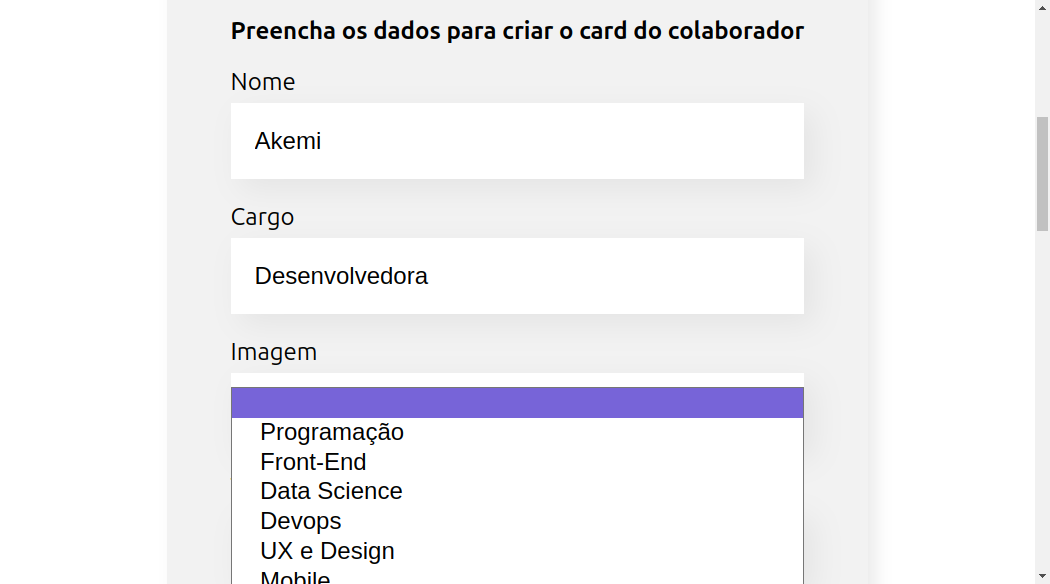 Preencha os dados para criar o card do colaborador
Nome
Akemi
Cargo
Desenvolvedora
Imagem
Programação
Front-End
Data Science
Devops
UX e Design
Mobile